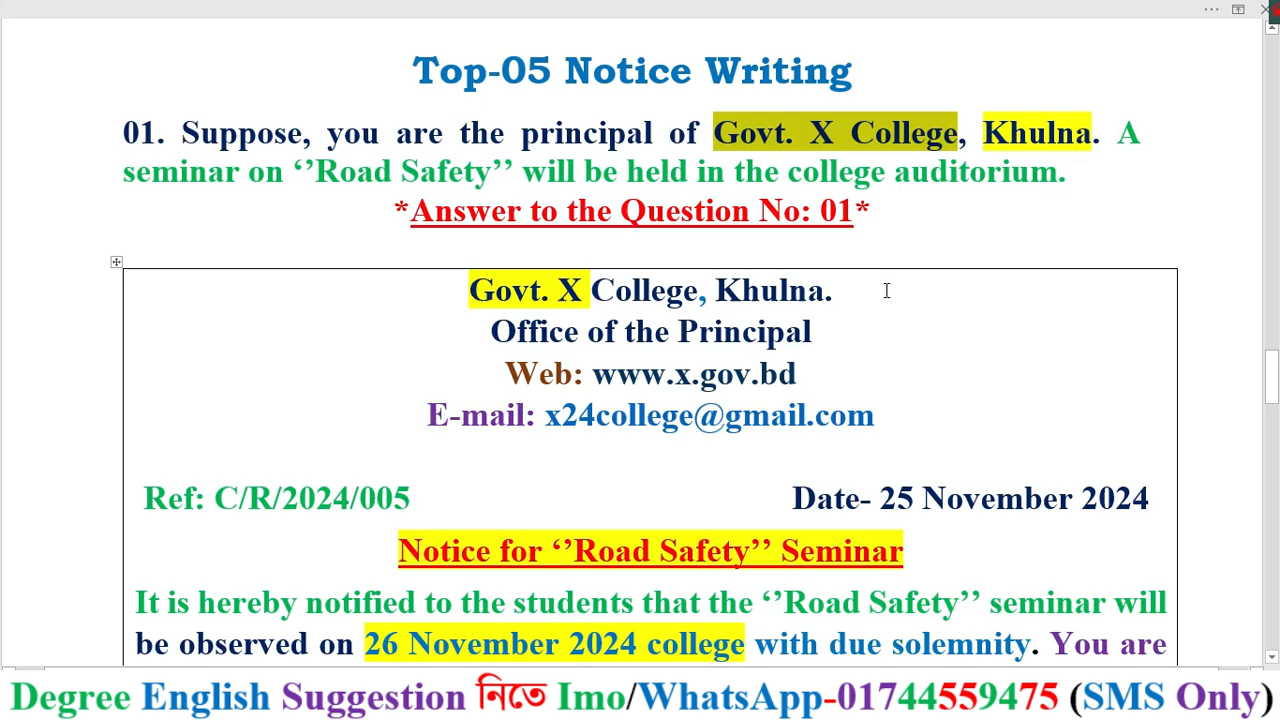 Top-05 Notice Writing
01. Suppose, you are the principal of Govt. X College, Khulna. A
seminar on ‘’Road Safety’’ will be held in the college auditorium.
*Answer to the Question No: 01*
Govt. X College, Khulna.
Office of the Principal
Web: www.x.gov.bd
E-mail: x24college@gmail.com
Ref: C/R/2024/005 Date- 25 November 2024
Notice for ‘’Road Safety’’ Seminar
It is hereby notified to the students that the ‘’Road Safety’’ seminar will
be observed on 26 November 2024 college with due solemnity. You are
Degree English Suggestion নিতে Imo/WhatsApp-01744559475 (SMS Only)